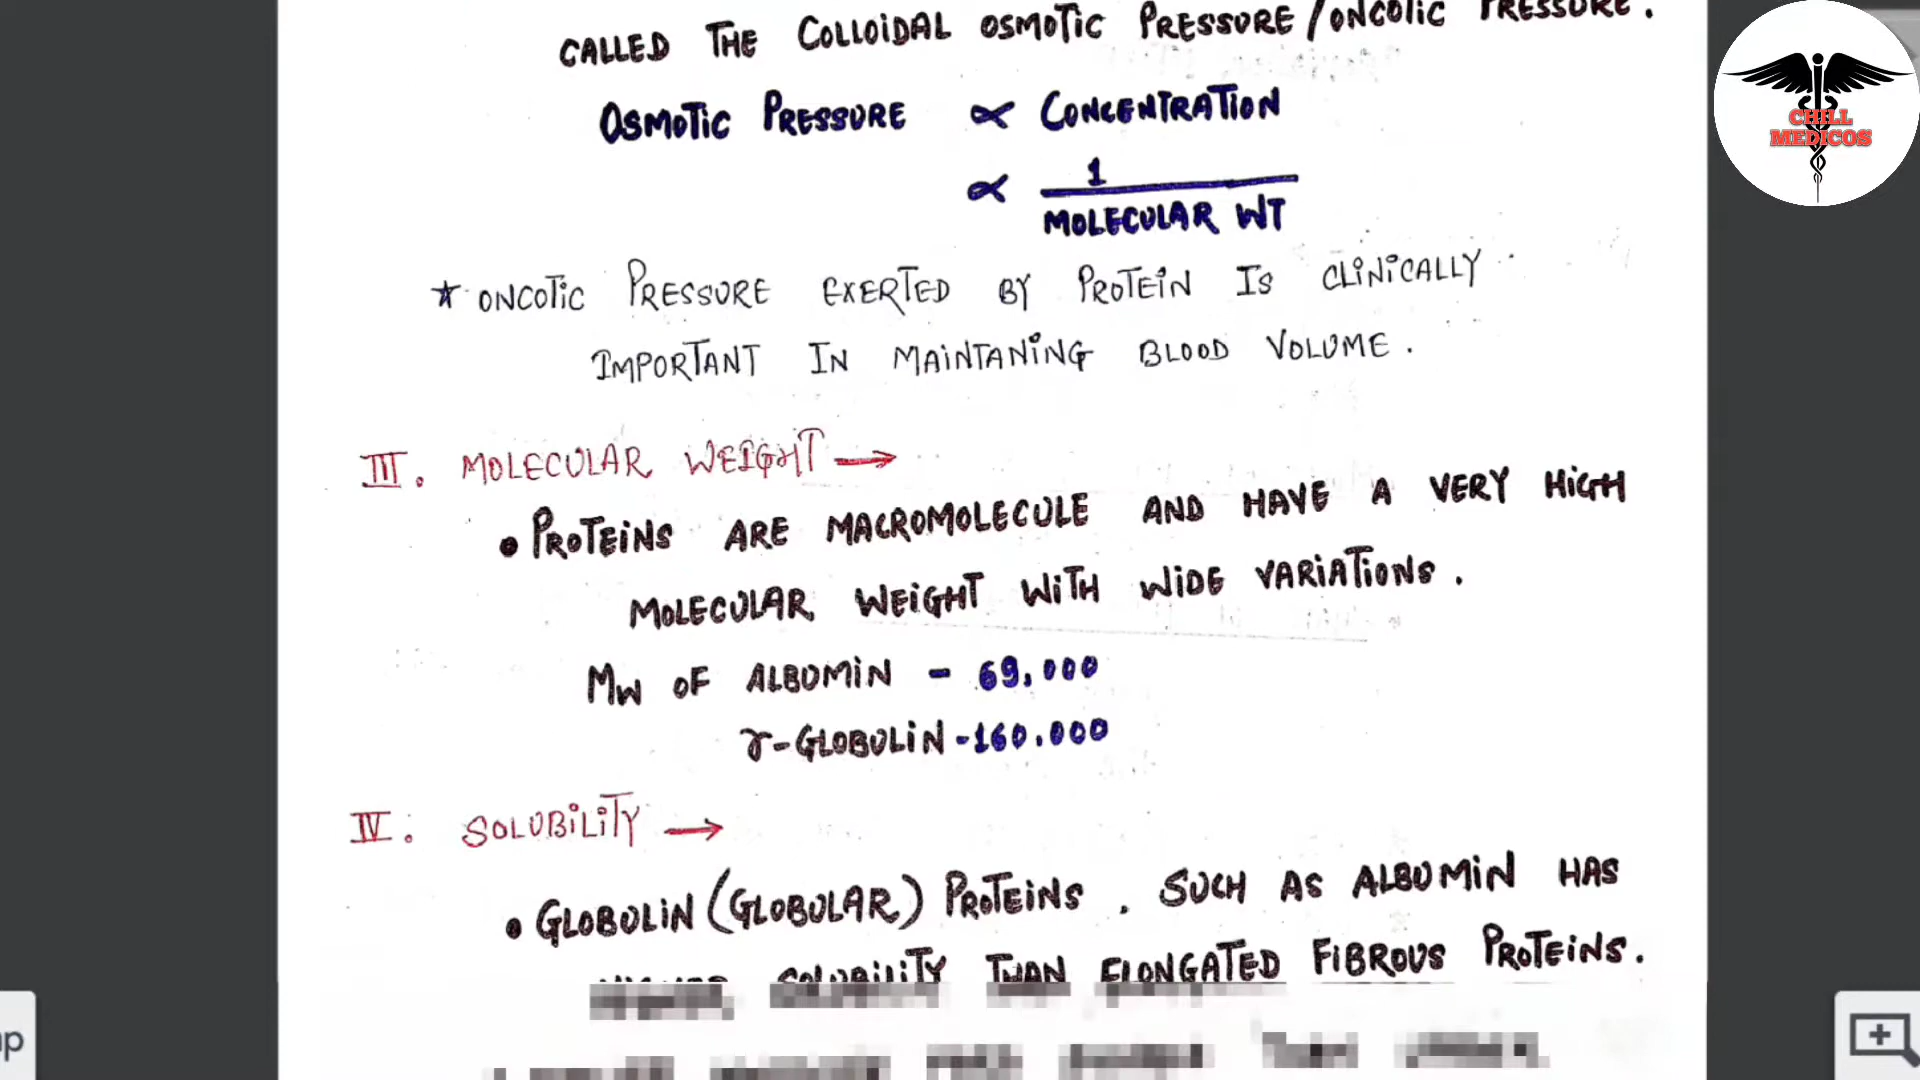 CALLED THE COLLOIDAL OSMOTIC PRESSURE/ONCOTIC PRESSURE.
OSMOTIC PRESSURE ∝ CONCENTRATION
∝ 1
MOLECULAR WT
★ ONCOTIC PRESSURE EXERTED BY PROTEIN IS CLINICALLY
IMPORTANT IN MAINTANING BLOOD VOLUME.
III. MOLECULAR WEIGHT →
• PROTEINS ARE MACROMOLECULE AND HAVE A VERY HIGH
MOLECULAR WEIGHT WITH WIDE VARIATIONS.
MW OF ALBUMIN - 69,000
γ-GLOBULIN - 160,000
IV. SOLUBILITY →
• GLOBULIN (GLOBULAR) PROTEINS, SUCH AS ALBUMIN HAS
HIGHER SOLUBILITY THAN ELONGATED FIBROUS PROTEINS.
CHILL
MEDICOS